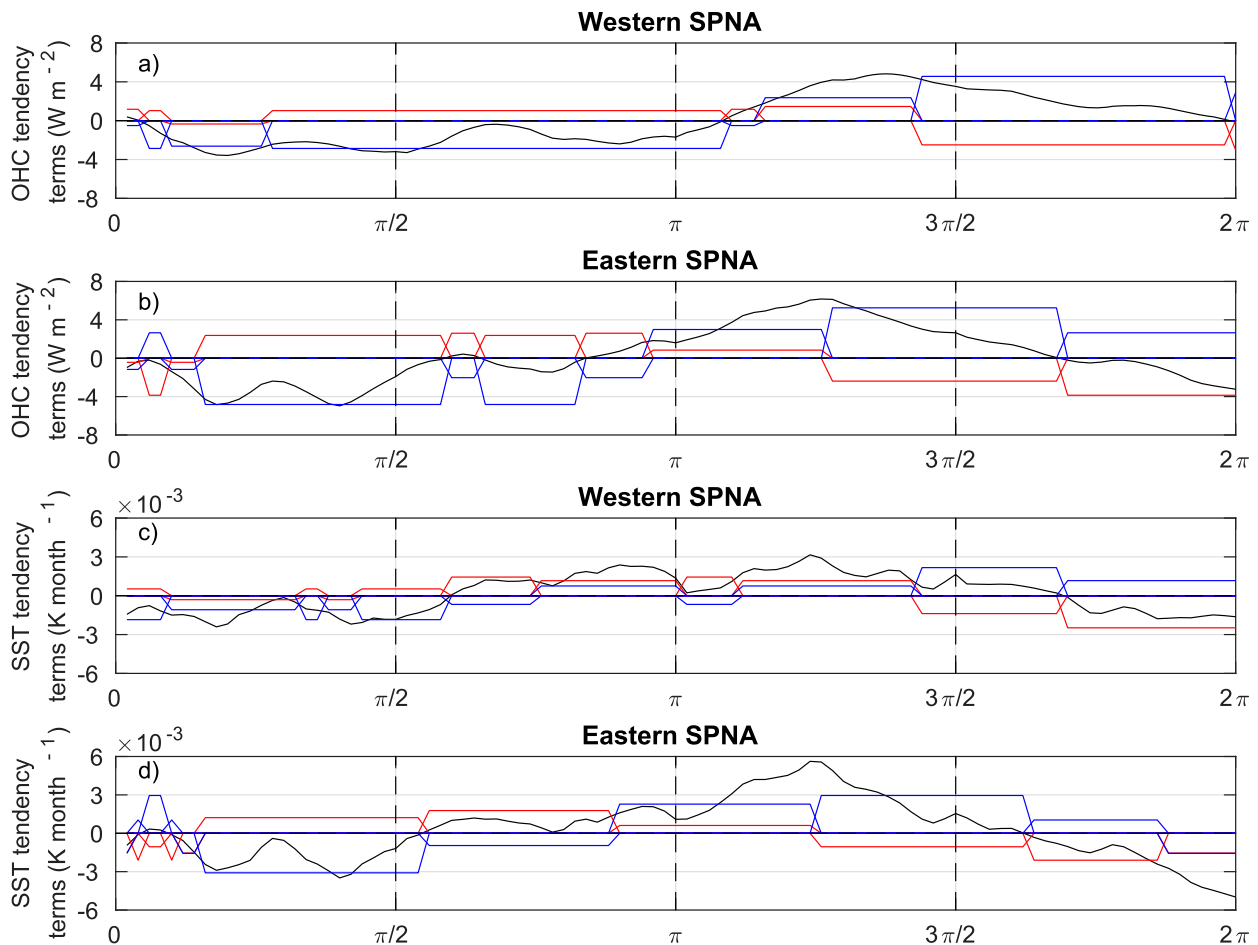 Western SPNA
a)
OHC tendency
terms (W m - 2)
8
4
0
-4
-8
0 π/2 π 3π/2 2π
Eastern SPNA
b)
OHC tendency
terms (W m - 2)
8
4
0
-4
-8
0 π/2 π 3π/2 2π
Western SPNA
×10 -3
c)
SST tendency
terms (K month - 1)
6
3
0
-3
-6
0 π/2 π 3π/2 2π
Eastern SPNA
×10 -3
d)
SST tendency
terms (K month - 1)
6
3
0
-3
-6
0 π/2 π 3π/2 2π